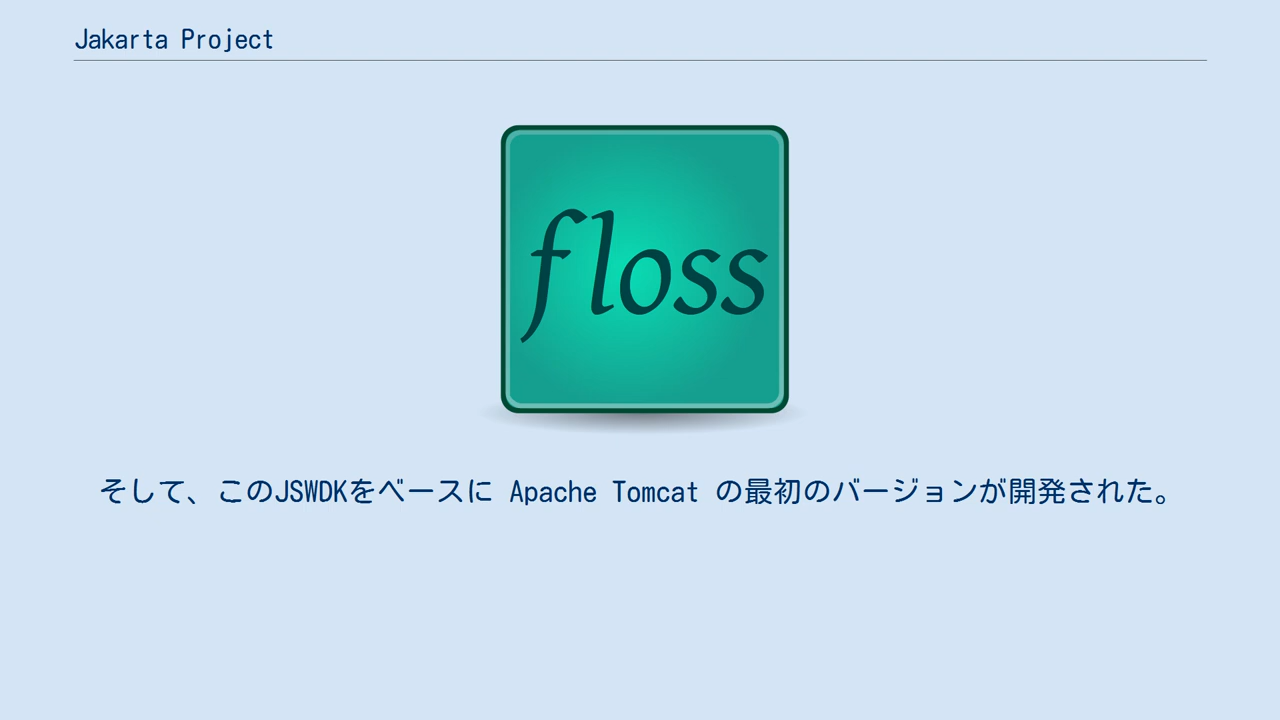 Jakarta Project
floss
そして、このJSWDKをベースに Apache Tomcat の最初のバージョンが開発された。